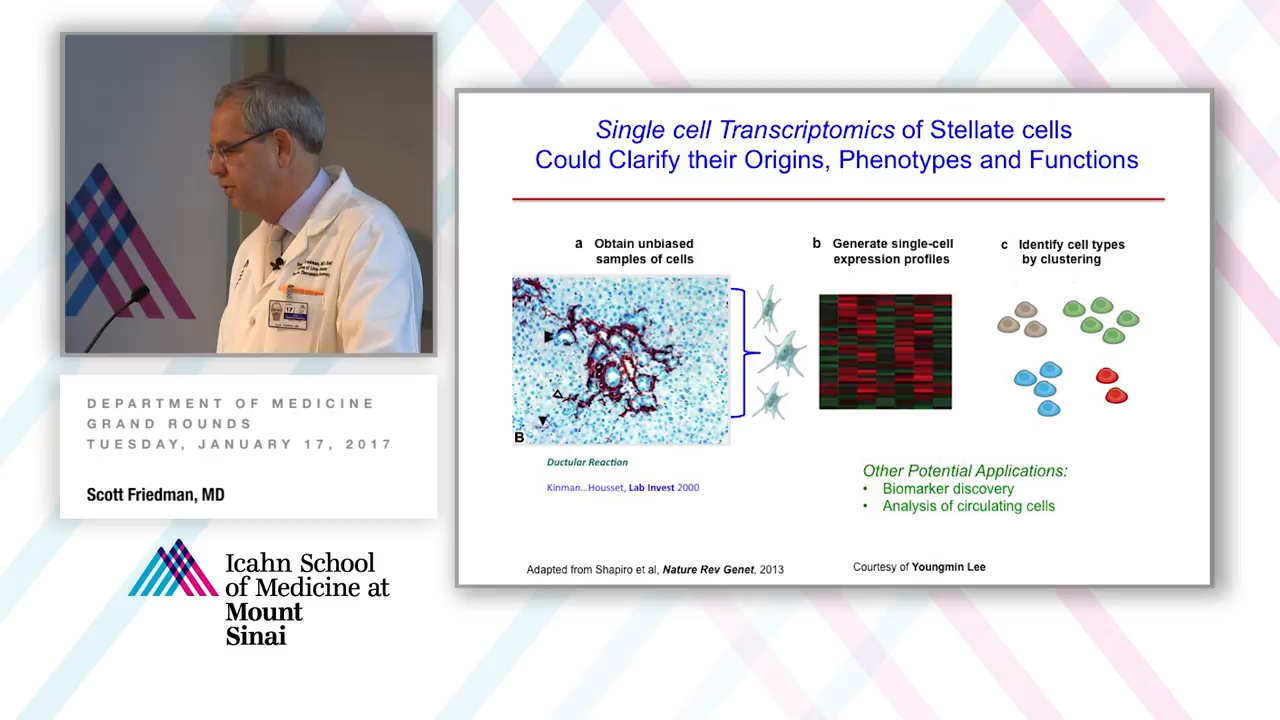 DEPARTMENT OF MEDICINE
GRAND ROUNDS
TUESDAY, JANUARY 17, 2017
Scott Friedman, MD
Icahn School
of Medicine at
Mount
Sinai
Single cell Transcriptomics of Stellate cells
Could Clarify their Origins, Phenotypes and Functions
a Obtain unbiased
samples of cells
b Generate single-cell
expression profiles
c Identify cell types
by clustering
B
Ductular Reaction
Kinman...Housset, Lab Invest 2000
Other Potential Applications:
• Biomarker discovery
• Analysis of circulating cells
Adapted from Shapiro et al, Nature Rev Genet, 2013
Courtesy of Youngmin Lee
17